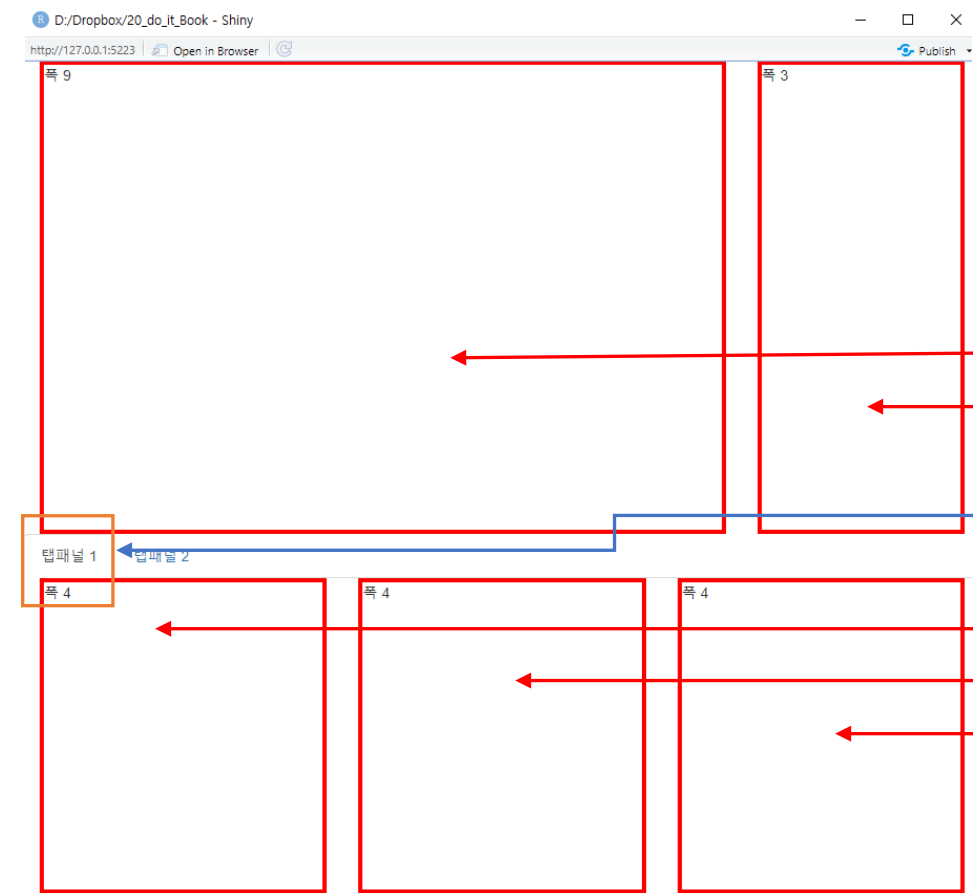 D:/Dropbox/20_do_it_Book - Shiny
http://127.0.0.1:5223 Open in Browser Publish
폭 9 폭 3
탭패널 1 탭패널 2
폭 4 폭 4 폭 4